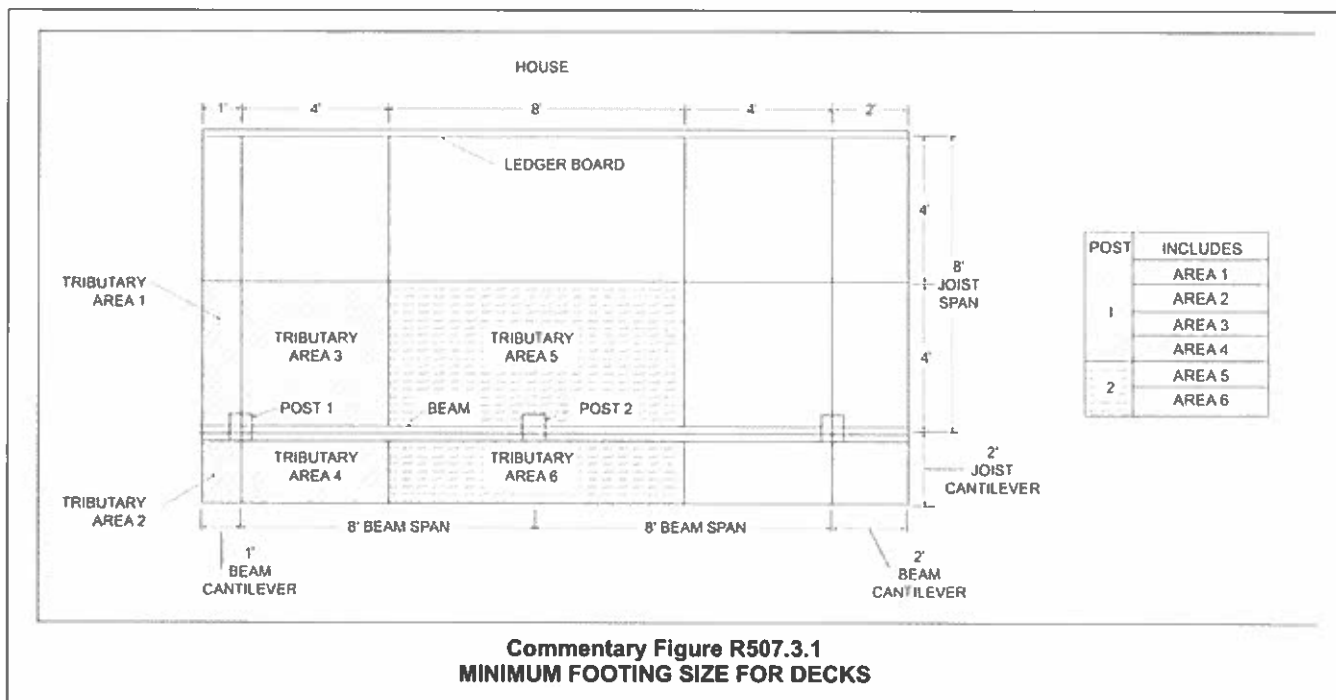 HOUSE
1' 4' 8' 4' 2'
LEDGER BOARD
4'
8'
JOIST
SPAN
4'
TRIBUTARY
AREA 1
TRIBUTARY
AREA 3
TRIBUTARY
AREA 5
POST 1
BEAM
POST 2
TRIBUTARY
AREA 4
TRIBUTARY
AREA 6
2'
JOIST
CANTILEVER
TRIBUTARY
AREA 2
8' BEAM SPAN
8' BEAM SPAN
1'
BEAM
CANTILEVER
2'
BEAM
CANTILEVER
POST INCLUDES
1
AREA 1
AREA 2
AREA 3
AREA 4
2
AREA 5
AREA 6
Commentary Figure R507.3.1
MINIMUM FOOTING SIZE FOR DECKS